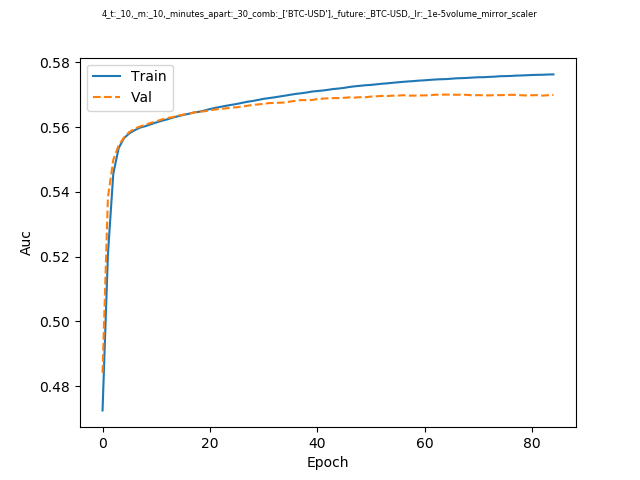 4_t:_10,_m:_10,_minutes_apart:_30_comb:_['BTC-USD'],_future:_BTC-USD,_lr:_1e-5volume_mirror_scaler
0.58
Train
Val
0.56
0.54
0.52
0.50
0.48
Auc
0 20 40 60 80
Epoch